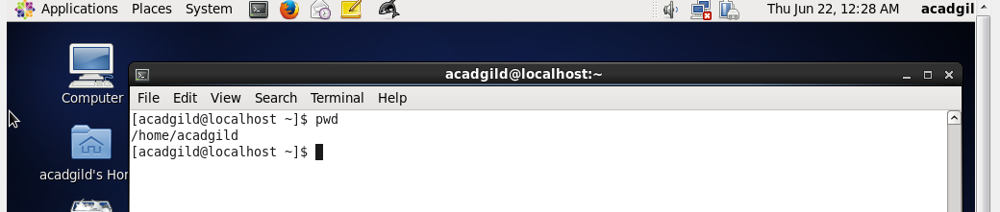 Applications Places System Thu Jun 22, 12:28 AM acadgil
acadgild@localhost:~
Computer
File Edit View Search Terminal Help
[acadgild@localhost ~]$ pwd
/home/acadgild
[acadgild@localhost ~]$
acadgild's Hor